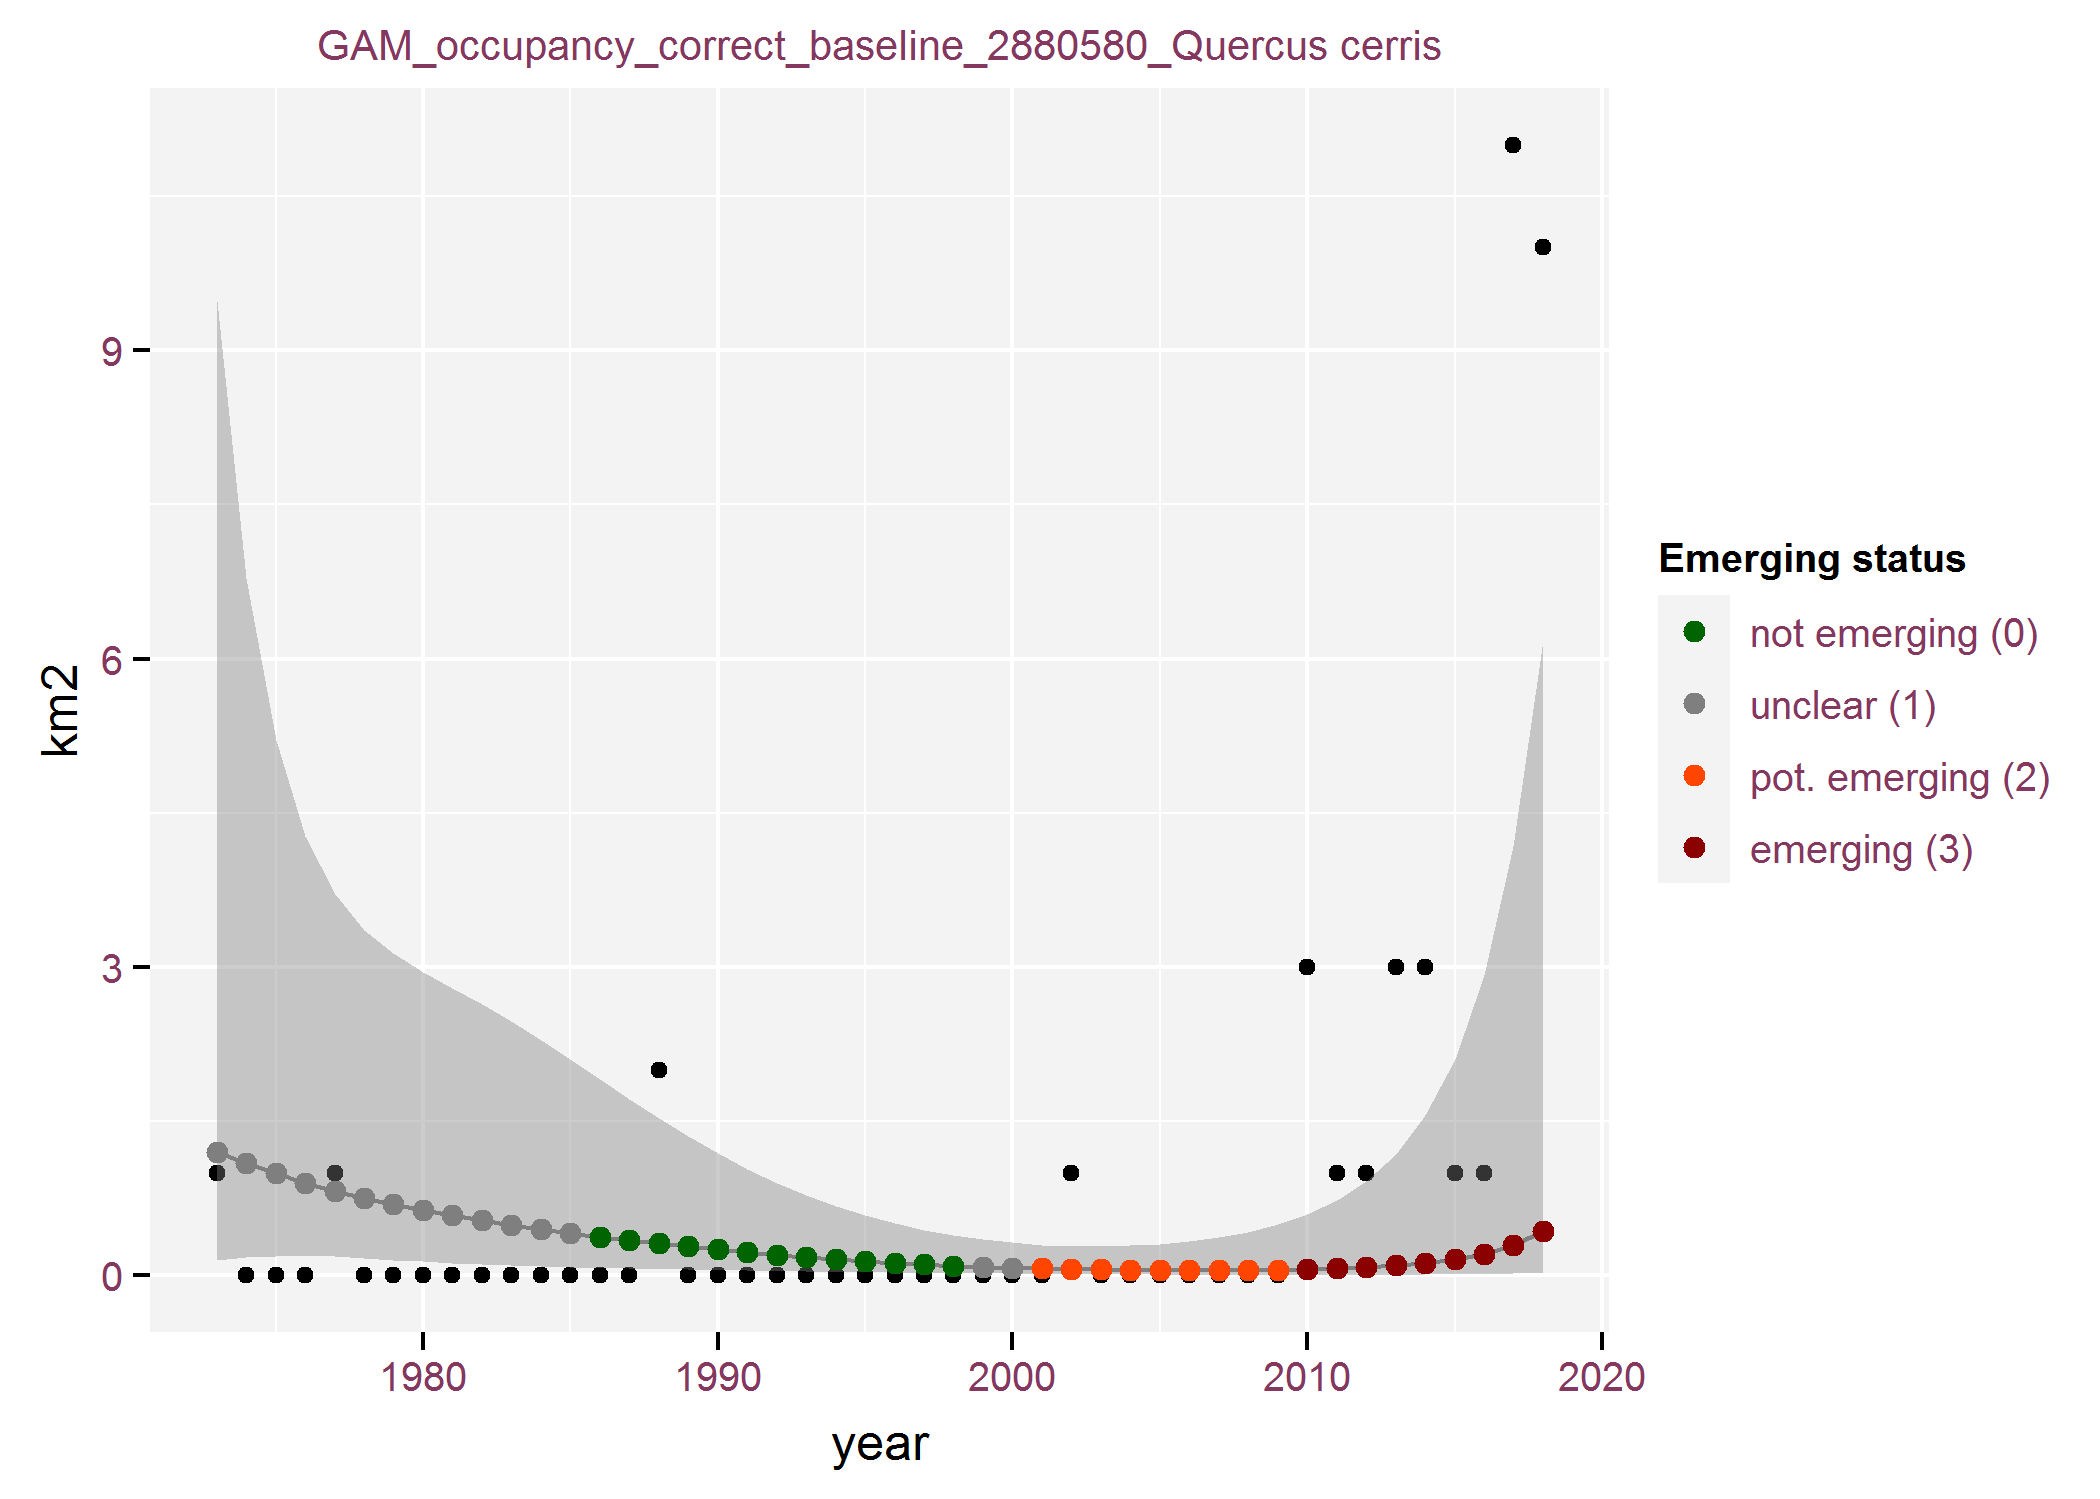 GAM_occupancy_correct_baseline_2880580_Quercus cerris
km2
9
6
3
0
1980 1990 2000 2010 2020
year
Emerging status
not emerging (0)
unclear (1)
pot. emerging (2)
emerging (3)